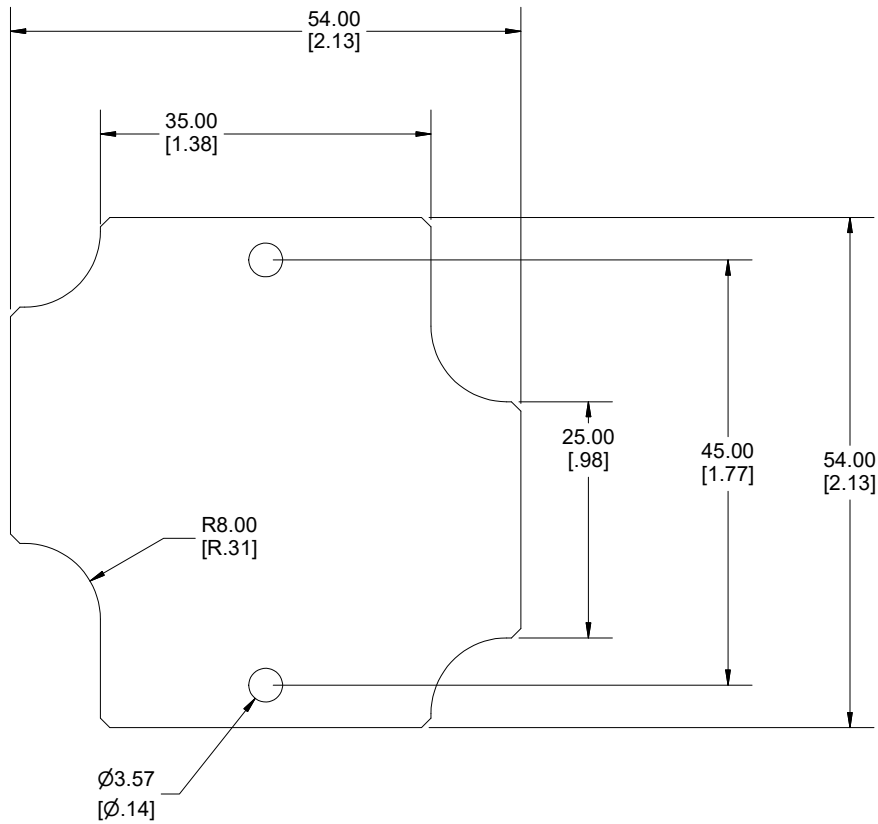 54.00
[2.13]
35.00
[1.38]
25.00
[.98]
45.00
[1.77]
54.00
[2.13]
R8.00
[R.31]
Ø3.57
[Ø.14]